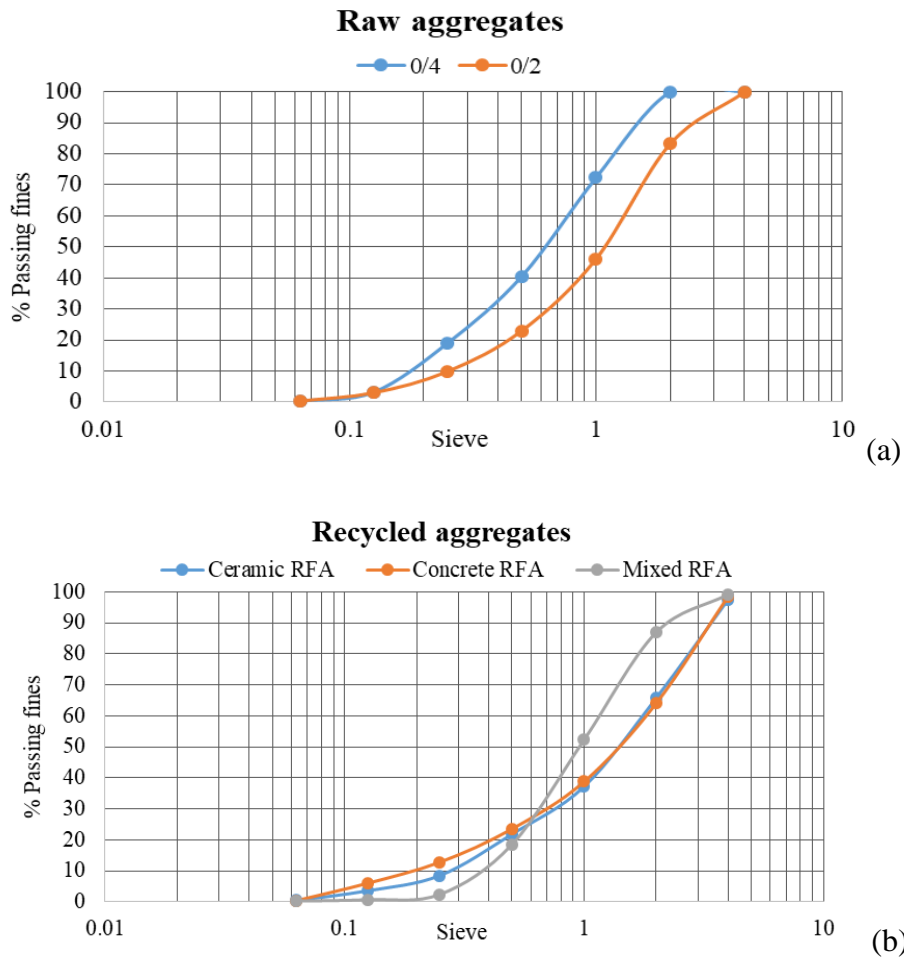 Raw aggregates
0/4 0/2
100
90
80
70
60
50
40
30
20
10
0
% Passing fines
0.01 0.1 1 10
Sieve
(a)
Recycled aggregates
Ceramic RFA Concrete RFA Mixed RFA
100
90
80
70
60
50
40
30
20
10
0
% Passing fines
0.01 0.1 1 10
Sieve
(b)